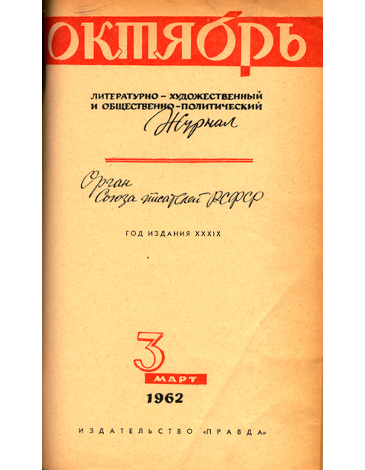 октябрь
ЛИТЕРАТУРНО-ХУДОЖЕСТВЕННЫЙ
И ОБЩЕСТВЕННО-ПОЛИТИЧЕСКИЙ
Журнал
Орган
Союза писателей РСФСР
ГОД ИЗДАНИЯ XXXIX
3
МАРТ
1962
ИЗДАТЕЛЬСТВО «ПРАВДА»